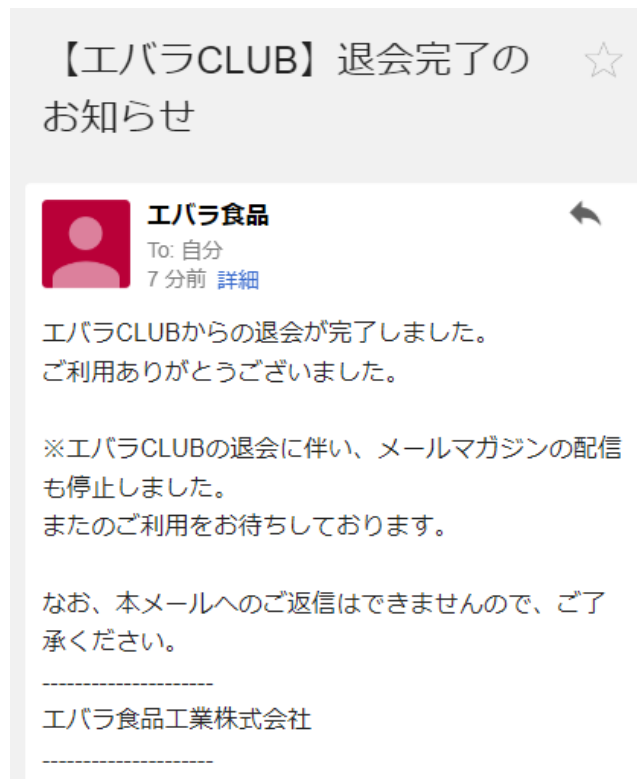 【エバラCLUB】退会完了の
お知らせ
エバラ食品
To: 自分
7 分前 詳細
エバラCLUBからの退会が完了しました。
ご利用ありがとうございました。
※エバラCLUBの退会に伴い、メールマガジンの配信
も停止しました。
またのご利用をお待ちしております。
なお、本メールへのご返信はできませんので、ご了
承ください。
---------------------
エバラ食品工業株式会社
---------------------